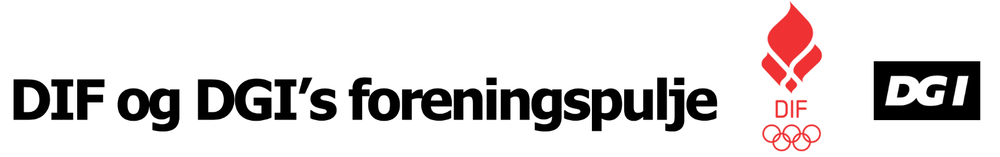 DIF og DGI’s foreningspulje
DIF
DGI